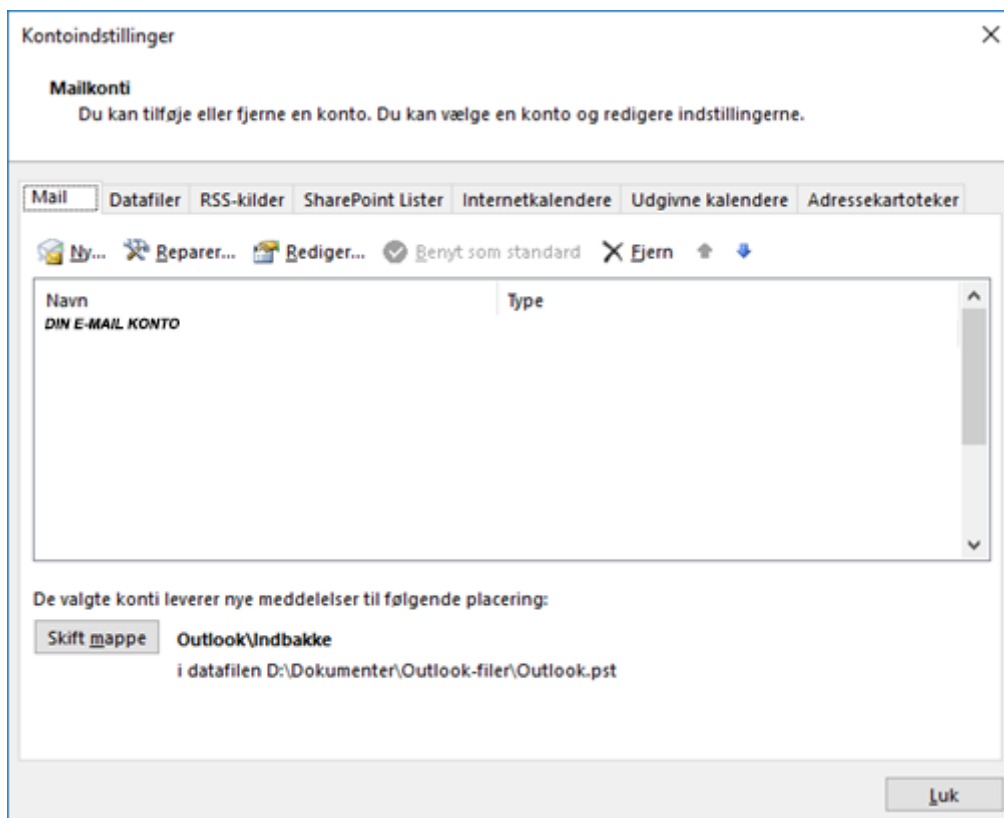 Kontoindstillinger
Mailkonti
Du kan tilføje eller fjerne en konto. Du kan vælge en konto og redigere indstillingerne.
Mail Datafiler RSS-kilder SharePoint Lister Internetkalendere Udgivne kalendere Adressekartoteker
Ny... Reparer... Rediger... Benyt som standard Fjern
Navn Type
DIN E-MAIL KONTO
De valgte konti leverer nye meddelelser til følgende placering:
Skift mappe Outlook\Indbakke
i datafilen D:\Dokumenter\Outlook-filer\Outlook.pst
Luk